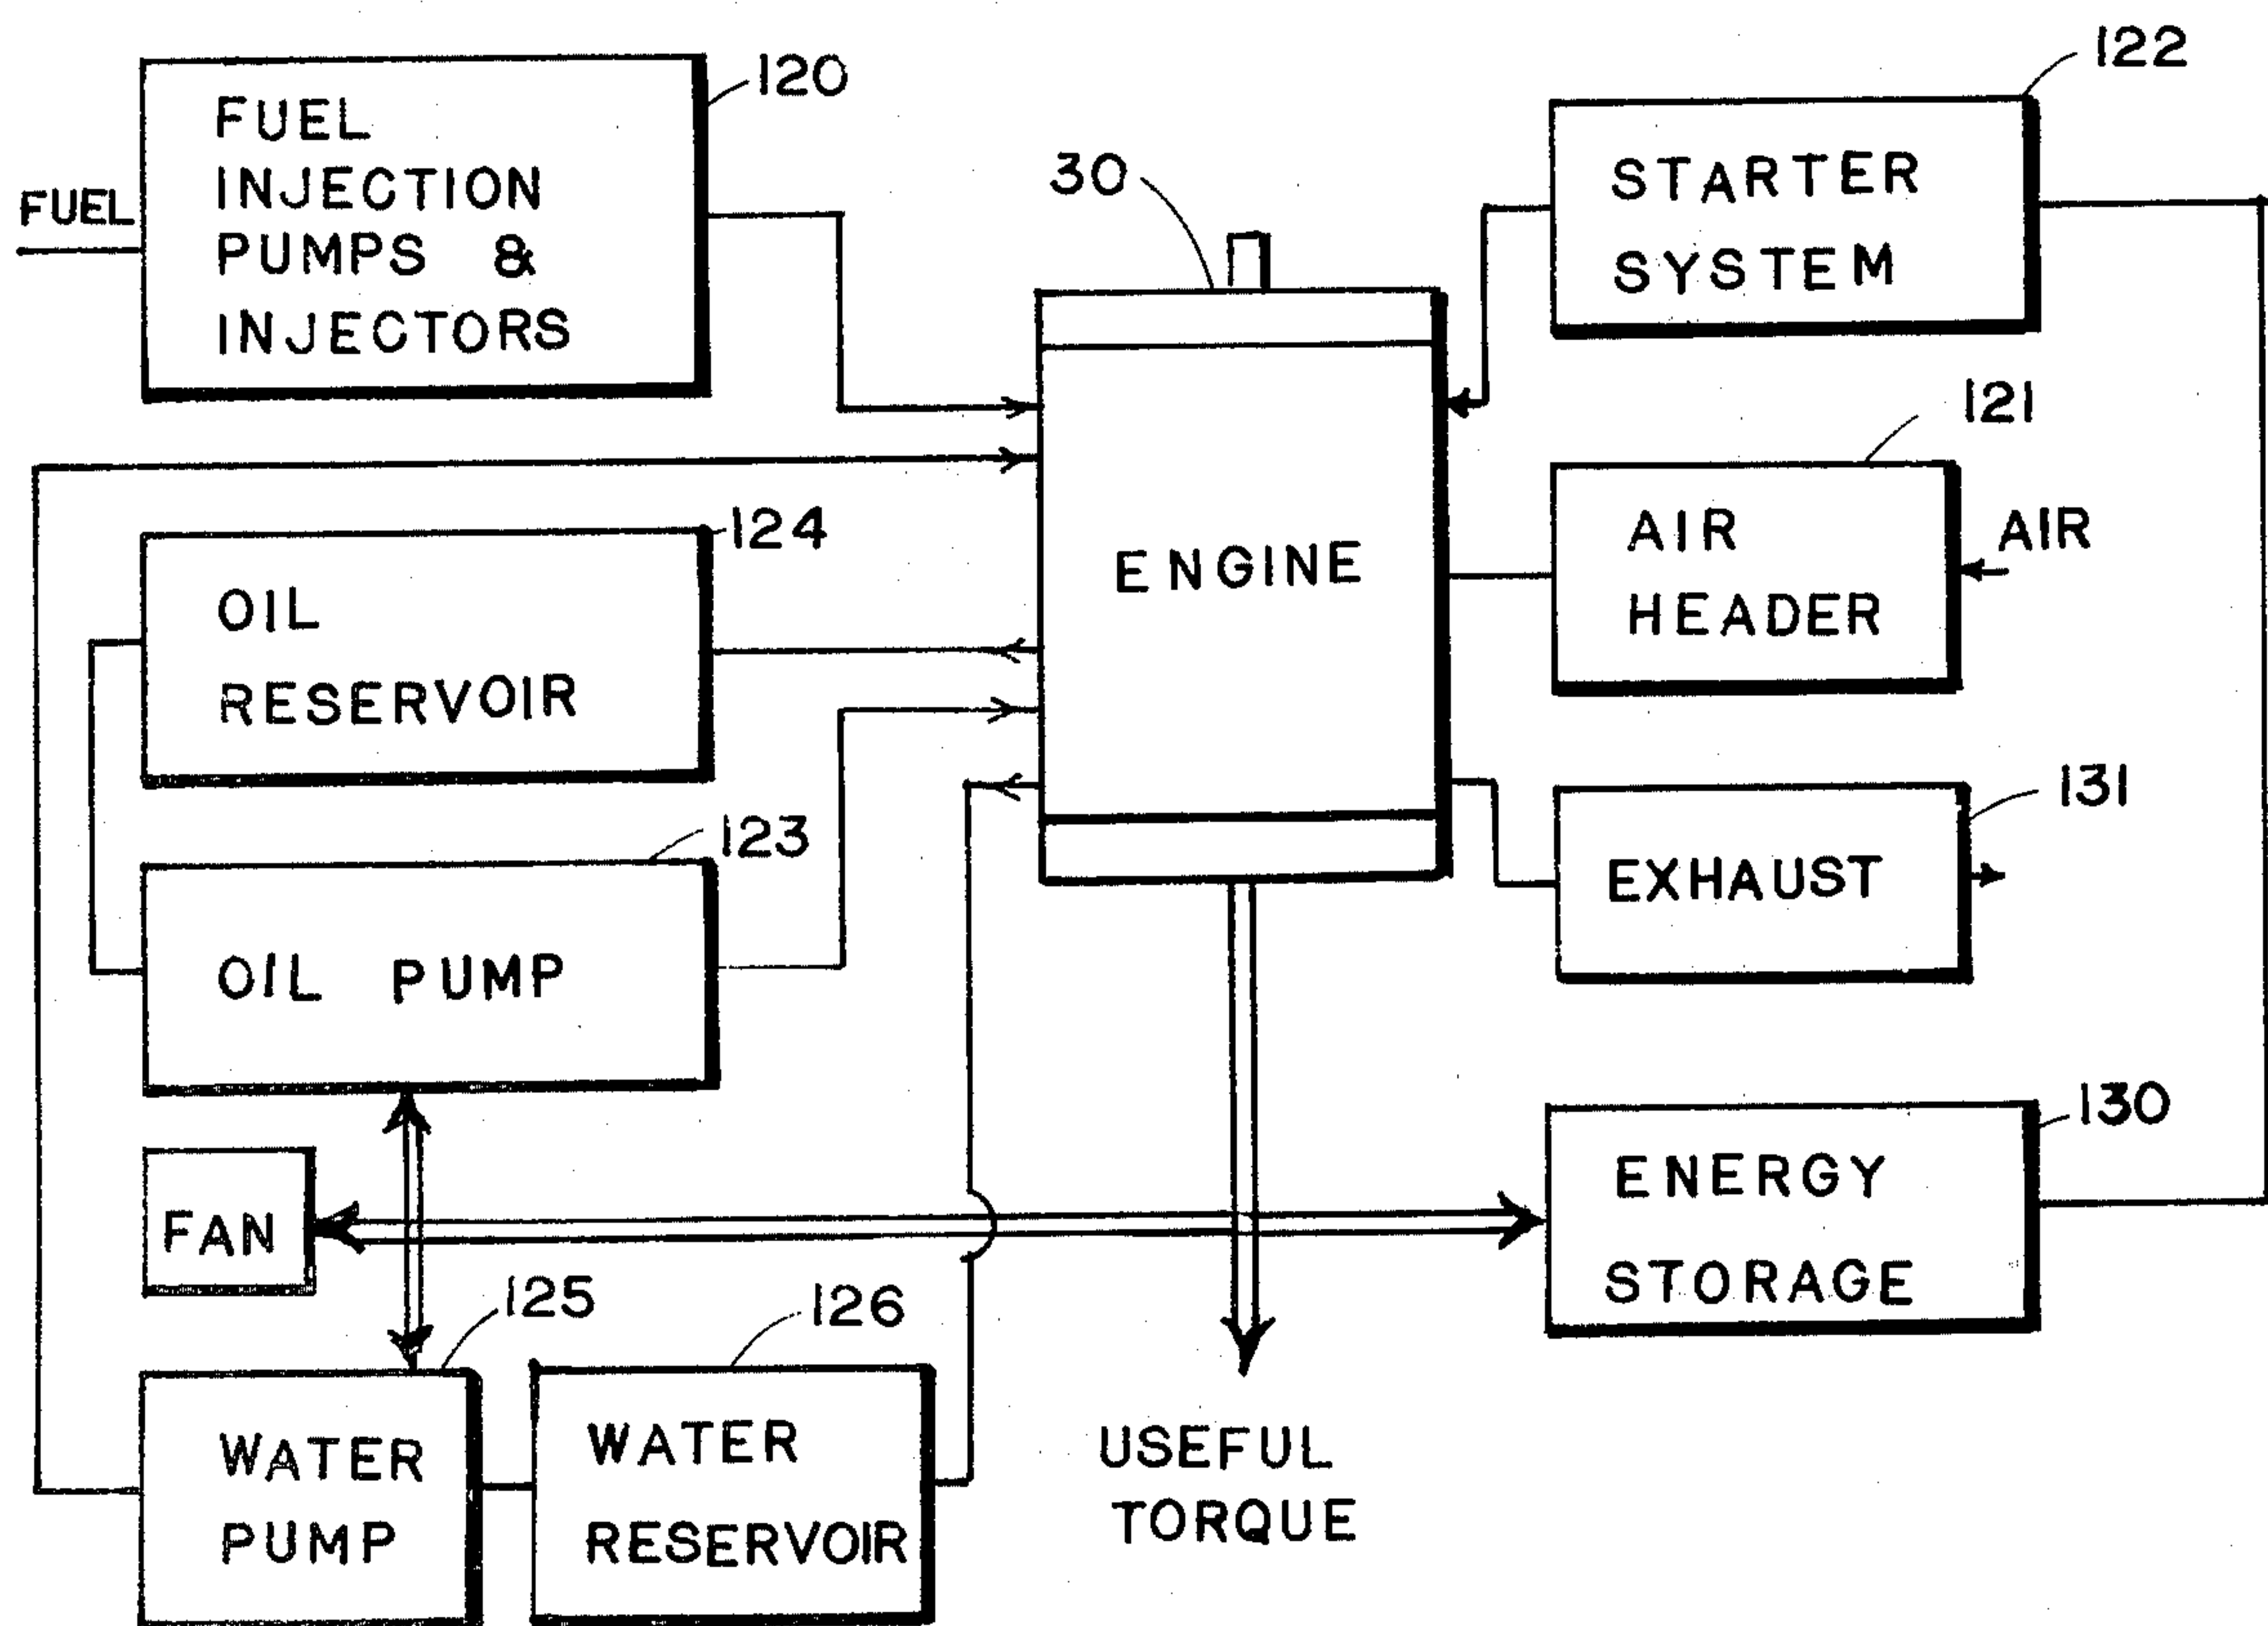 120
FUEL
INJECTION
PUMPS &
INJECTORS
FUEL
30
122
STARTER
SYSTEM
121
AIR
HEADER
AIR
ENGINE
124
OIL
RESERVOIR
123
OIL PUMP
131
EXHAUST
130
ENERGY
STORAGE
FAN
125
WATER
PUMP
126
WATER
RESERVOIR
USEFUL
TORQUE